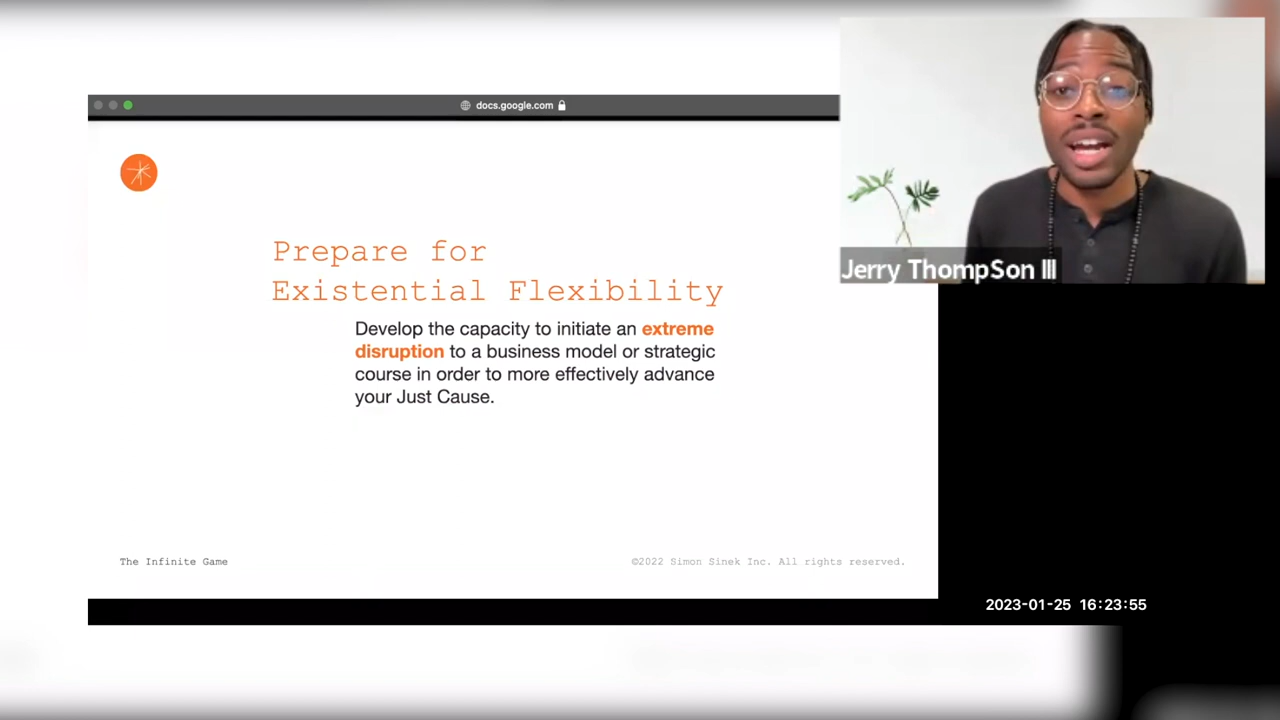 docs.google.com
Prepare for
Existential Flexibility
Develop the capacity to initiate an extreme
disruption to a business model or strategic
course in order to more effectively advance
your Just Cause.
The Infinite Game
©2022 Simon Sinek Inc. All rights reserved.
Jerry ThompSon III
2023-01-25 16:23:55